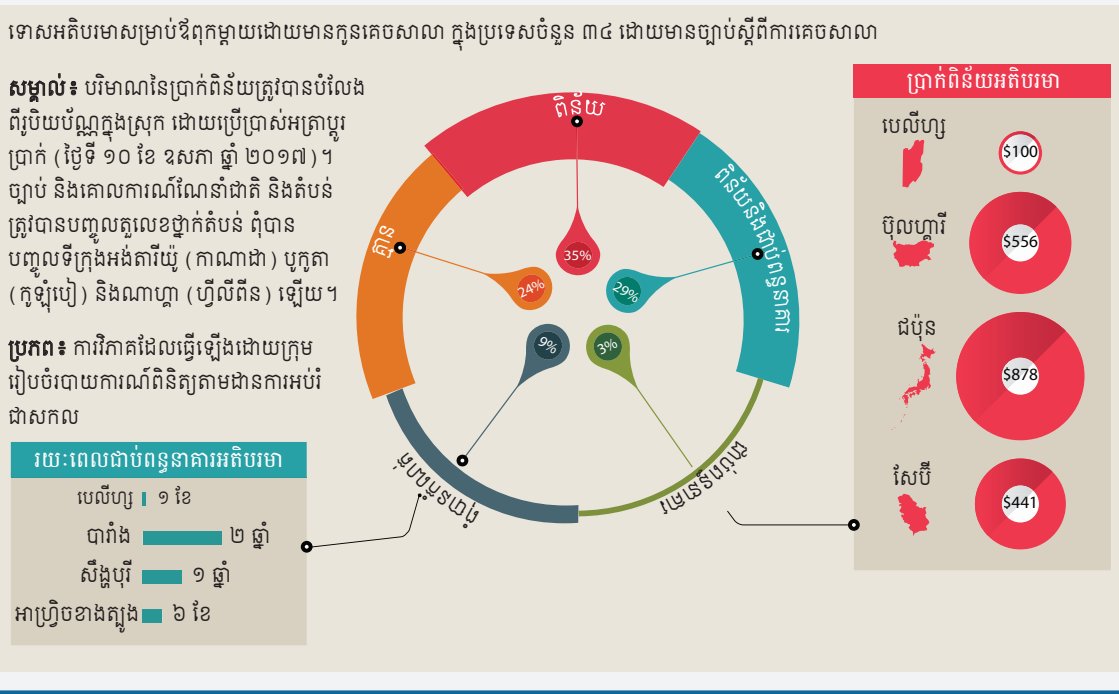 ទោសអតិបរមាសម្រាប់ឪពុកម្តាយដោយមានកូនគេចសាលា ក្នុងប្រទេសចំនួន ៣៤ ដោយមានច្បាប់ស្តីពីការគេចសាលា
សម្គាល់៖ បរិមាណនៃប្រាក់ពិន័យត្រូវបានបំលែង
ពីរូបិយប័ណ្ណក្នុងស្រុក ដោយប្រើប្រាស់អត្រាប្តូរ
ប្រាក់ (ថ្ងៃទី ១០ ខែ ឧសភា ឆ្នាំ ២០១៧)។
ច្បាប់ និងគោលការណ៍ណែនាំជាតិ និងតំបន់
ត្រូវបានបញ្ចូលតួលេខថ្នាក់តំបន់ ពុំបាន
បញ្ចូលទីក្រុងអង់តារីយ៉ូ (កាណាដា) បូកូតា
(កូឡុំបៀ) និងណាហ្គា (ហ្វីលីពីន) ឡើយ។
ប្រភព៖ ការវិភាគដែលធ្វើឡើងដោយក្រុម
រៀបចំរបាយការណ៍ពិនិត្យតាមដានការអប់រំ
ជាសកល
រយៈពេលជាប់ពន្ធនាគារអតិបរមា
បេលីហ្ស ១ ខែ
បារាំង ២ ឆ្នាំ
សឹង្ហបុរី ១ ឆ្នាំ
អាហ្វ្រិចខាងត្បូង ៦ ខែ
ពិន័យ
35%
ពិន័យនិងជាប់ពន្ធនាគារ
29%
គ្មាន
24%
9%
3%
ប្រាក់ពិន័យអតិបរមា
បេលីហ្ស
$100
ប៊ុលហ្គារី
$556
ជប៉ុន
$878
សែប៊ី
$441